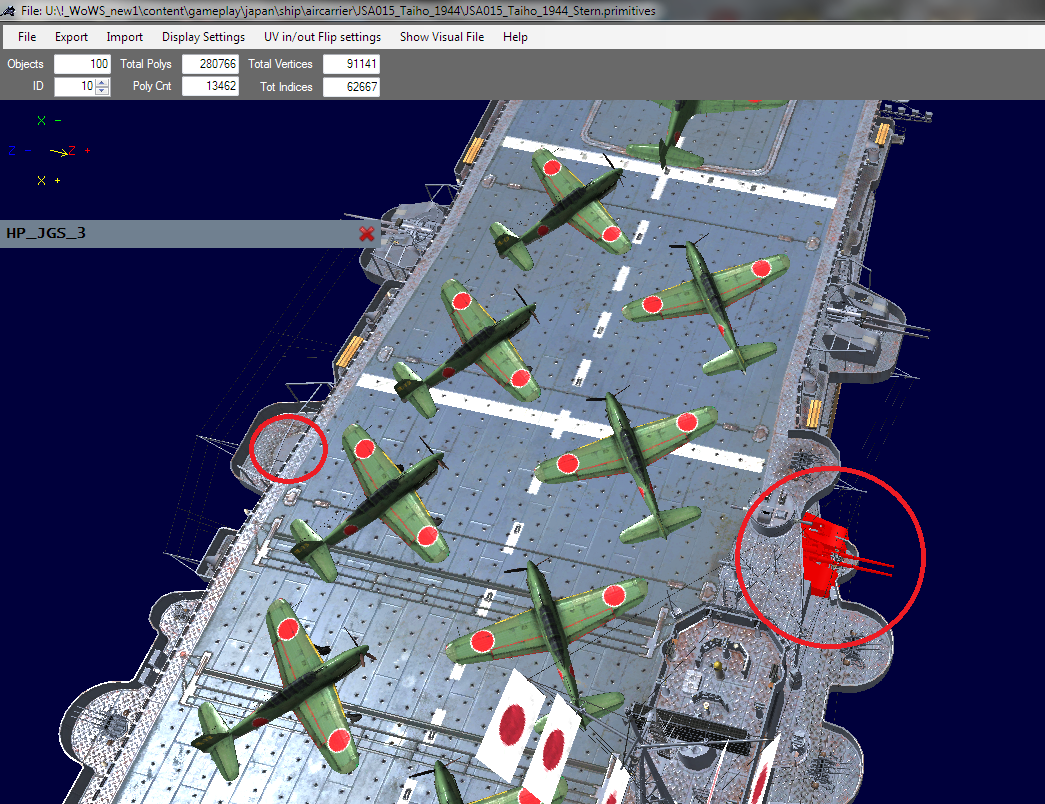 File: U:\!_WoWS_new1\content\gameplay\japan\ship\aircarrier\JSA015_Taiho_1944\JSA015_Taiho_1944_Stern.primitives
File Export Import Display Settings UV in/out Flip settings Show Visual File Help
Objects 100 Total Polys 280766 Total Vertices 91141
ID 10 Poly Cnt 13462 Tot Indices 62667
X -
Z - Z +
X +
HP_JGS_3